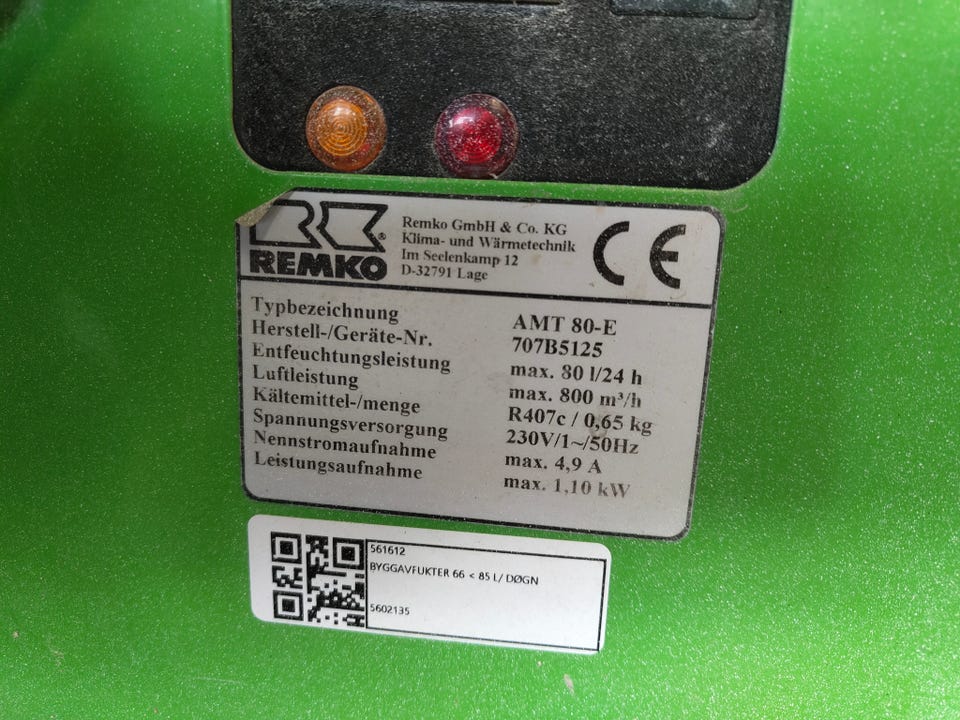 REMKO
Remko GmbH & Co. KG
Klima- und Wärmetechnik
Im Seelenkamp 12
D-32791 Lage
CE
Typbezeichnung AMT 80-E
Herstell-/Geräte-Nr. 707B5125
Entfeuchtungsleistung max. 80 l/24 h
Luftleistung max. 800 m³/h
Kältemittel-/menge R407c / 0,65 kg
Spannungsversorgung 230V/1~/50Hz
Nennstromaufnahme max. 4,9 A
Leistungsaufnahme max. 1,10 kW
561612
BYGGAVFUKTER 66 < 85 L/ DØGN
5602135